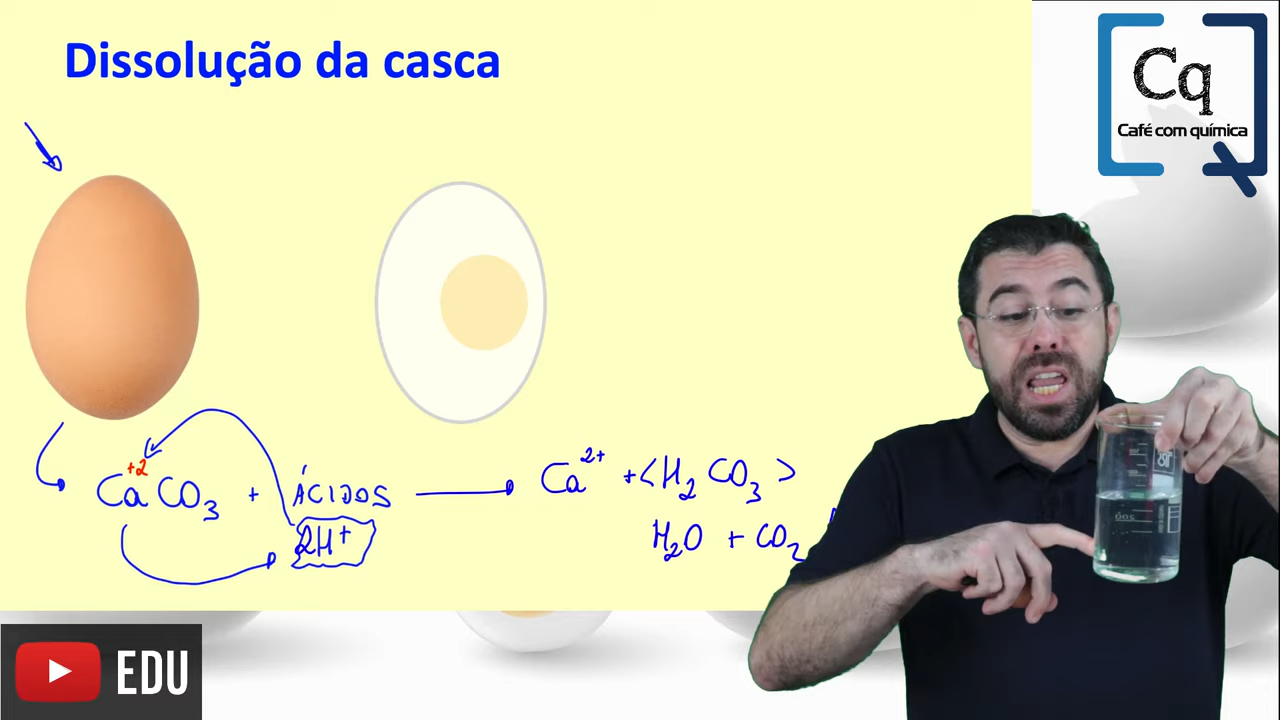 Dissolução da casca
Cq
Café com química
+2
CaCO₃ + ÁCIDOS → Ca²⁺ + <H₂CO₃>
2H⁺
H₂O + CO₂
EDU